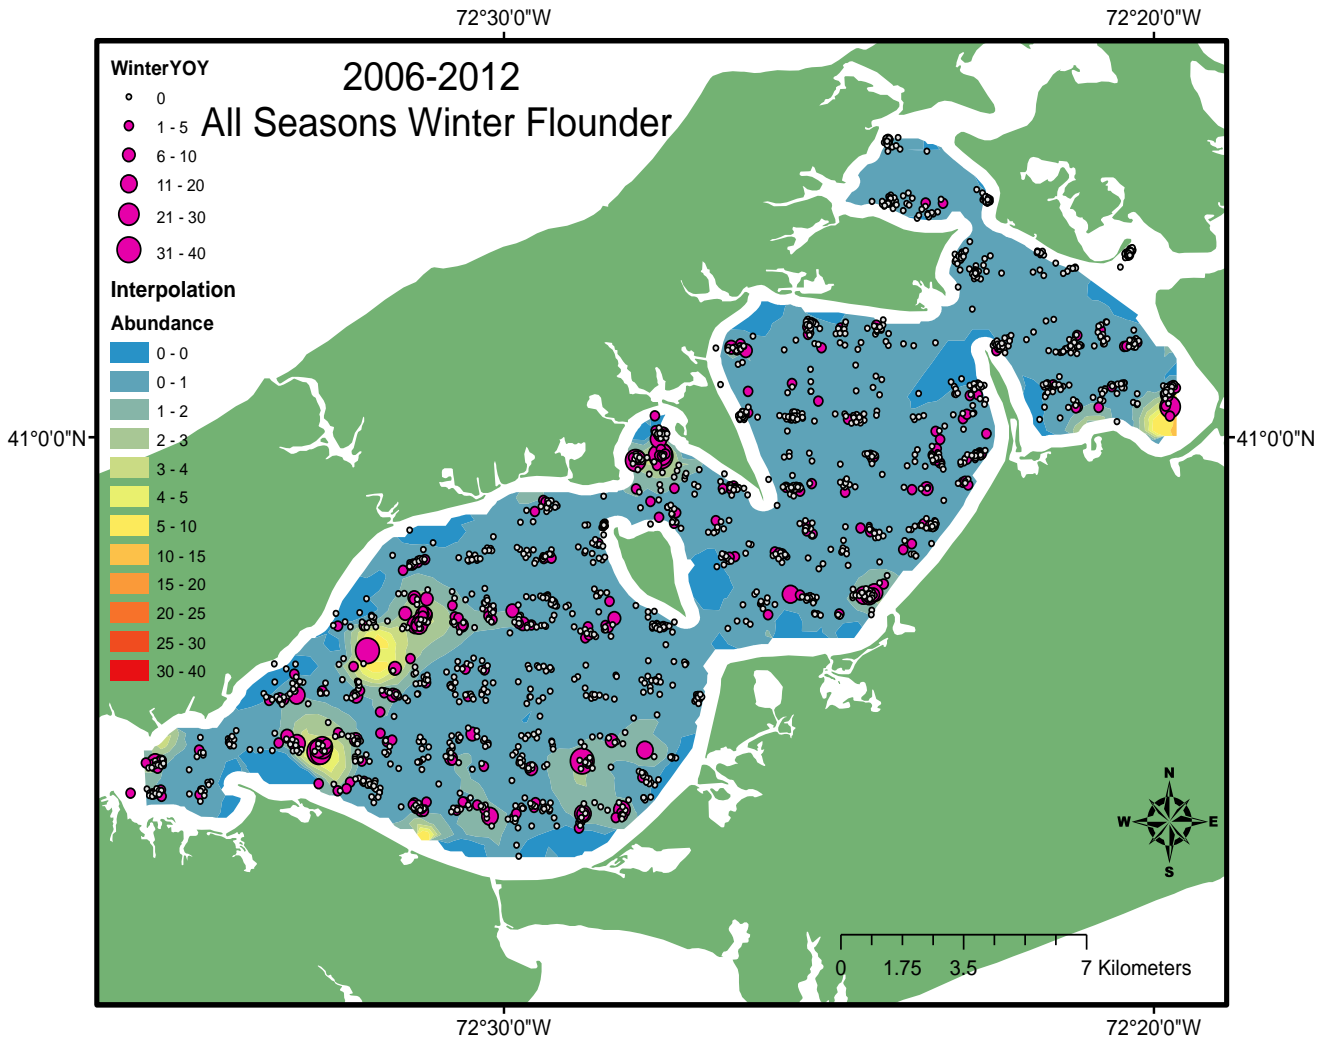 72°30'0"W 72°20'0"W
WinterYOY
2006-2012
All Seasons Winter Flounder
0
1 - 5
6 - 10
11 - 20
21 - 30
31 - 40
Interpolation
Abundance
0 - 0
0 - 1
1 - 2
2 - 3
3 - 4
4 - 5
5 - 10
10 - 15
15 - 20
20 - 25
25 - 30
30 - 40
41°0'0"N 41°0'0"N
N
W E
S
0 1.75 3.5 7 Kilometers
72°30'0"W 72°20'0"W